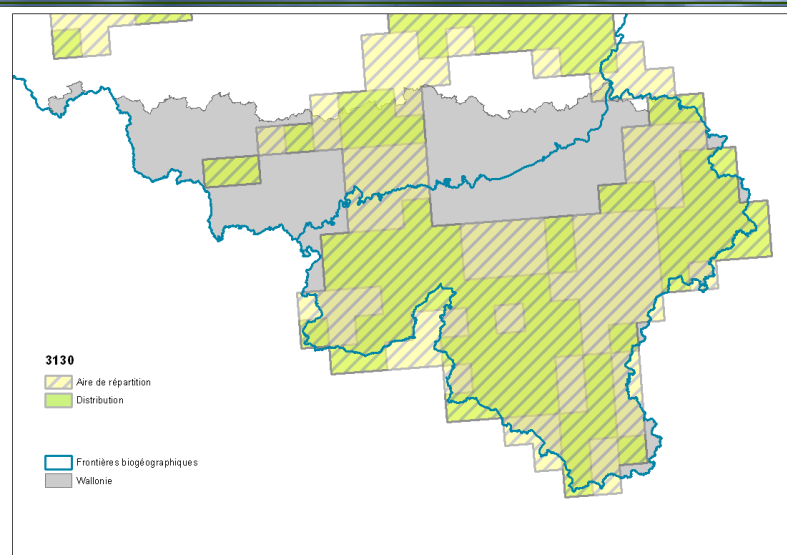 3130
Aire de répartition
Distribution
Frontières biogéographiques
Wallonie